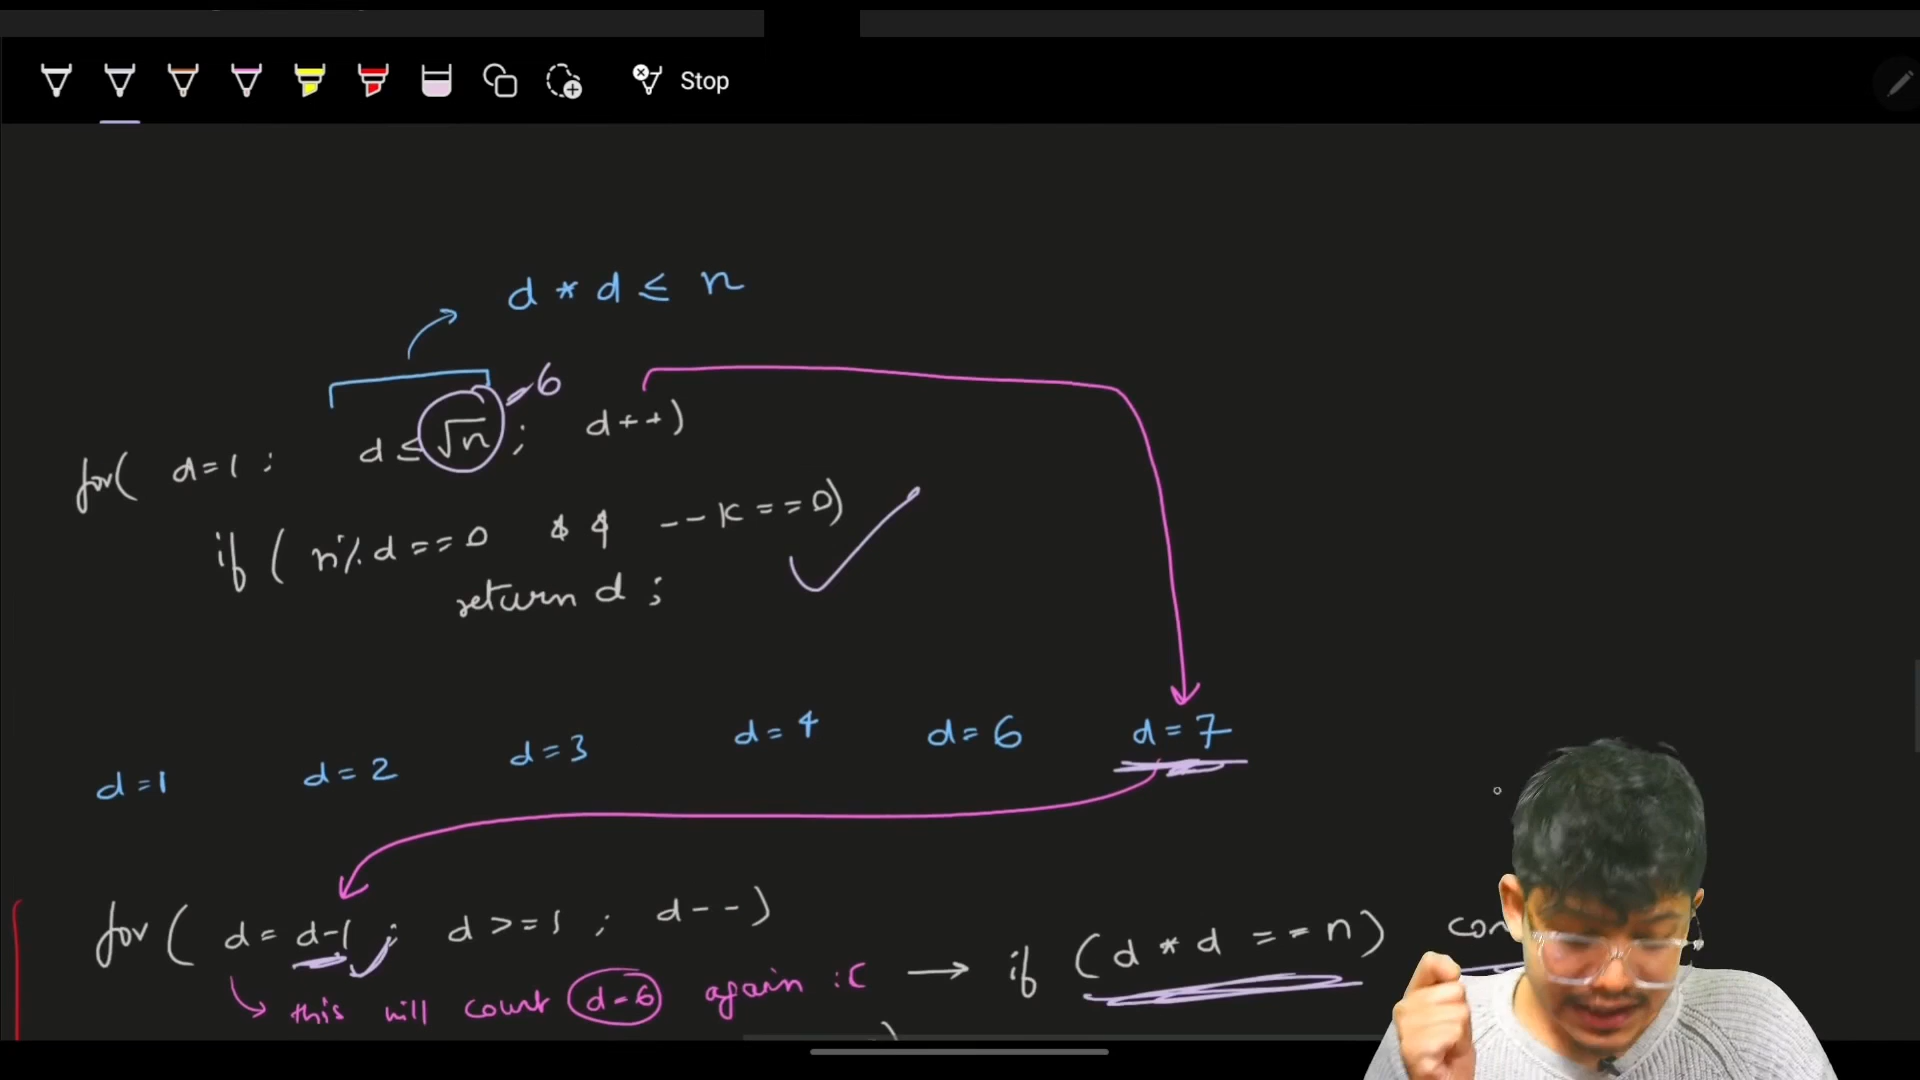 Stop
d * d ≤ n
6
for( d=1 ; d ≤ √n ; d++)
if ( n%d==0 && --k==0)
return d ;
d=1 d=2 d=3 d=4 d=6 d=7
for ( d= d-1 ; d >=1 ; d--)
↳ this will count d=6 again :( → if (d * d == n)